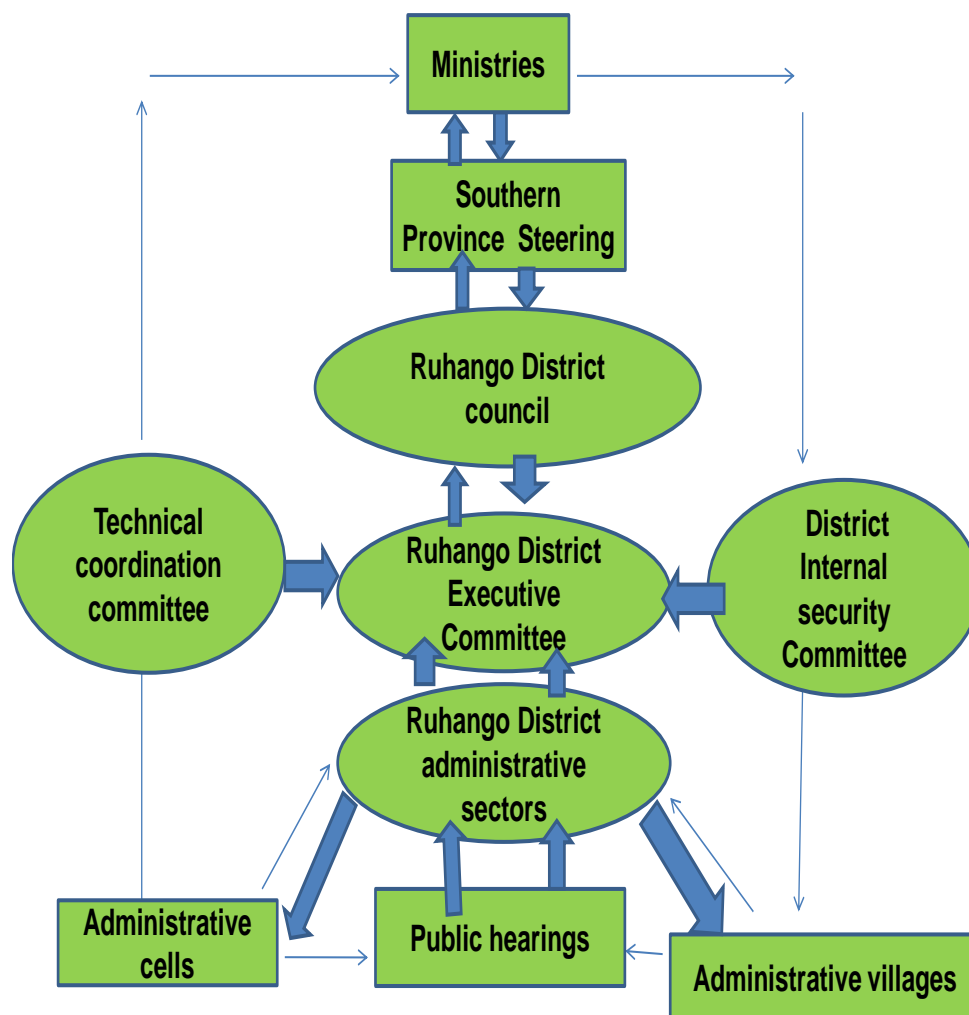 Ministries
Southern
Province Steering
Ruhango District
council
Technical
coordination
committee
Ruhango District
Executive
Committee
District
Internal
security
Committee
Ruhango District
administrative
sectors
Administrative
cells
Public hearings
Administrative villages